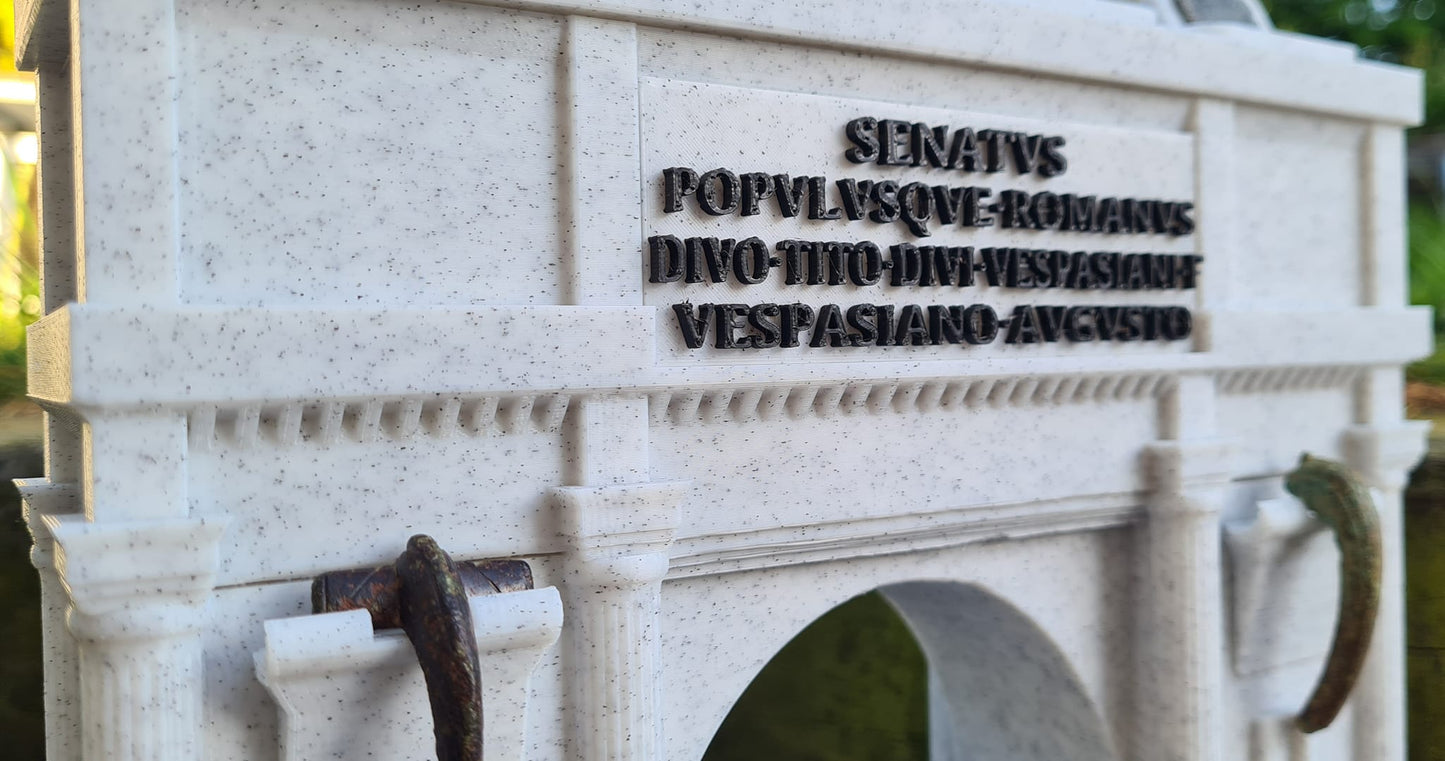 SENATVS
POPVLVSQVE·ROMANVS
DIVO·TITO·DIVI·VESPASIANI·F
VESPASIANO·AVGVSTO